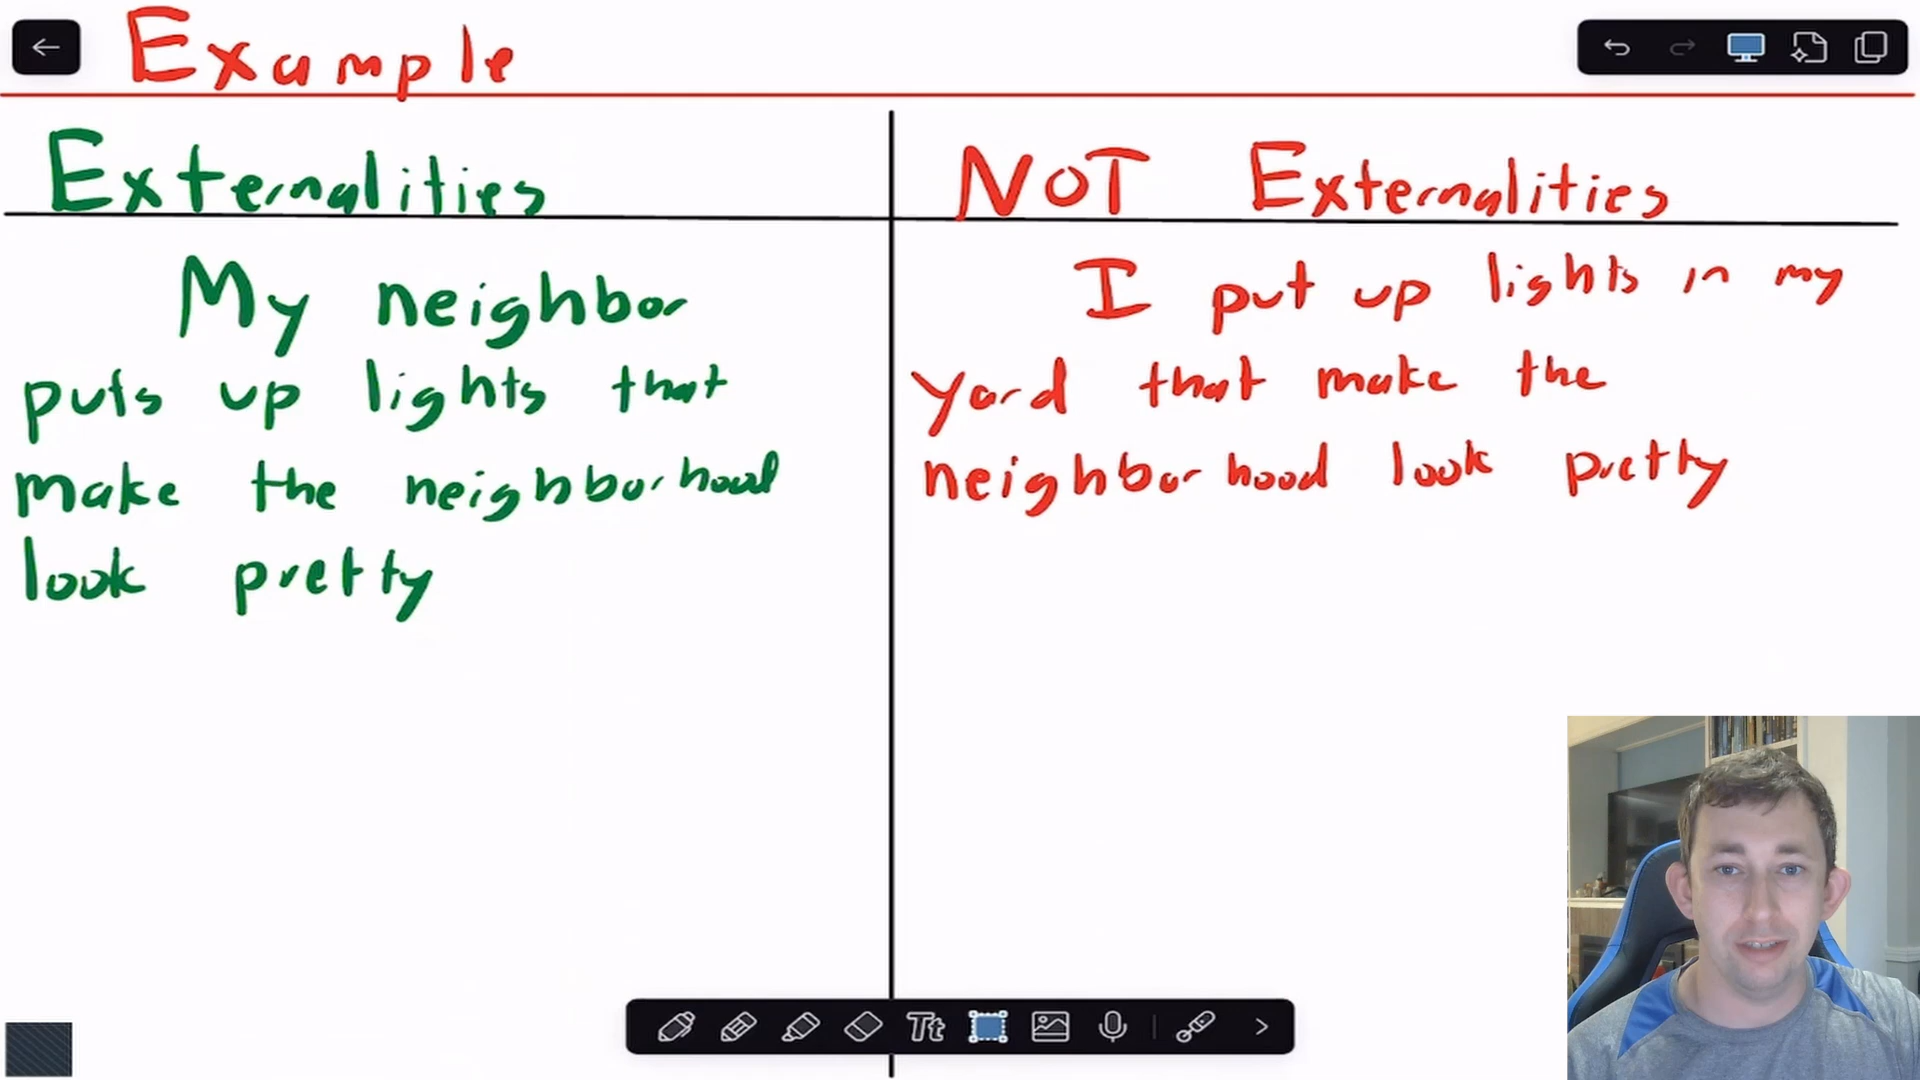 Example
Externalities
My neighbor
puts up lights that
make the neighborhood
look pretty
NOT Externalities
I put up lights in my
yard that make the
neighborhood look pretty
Tt